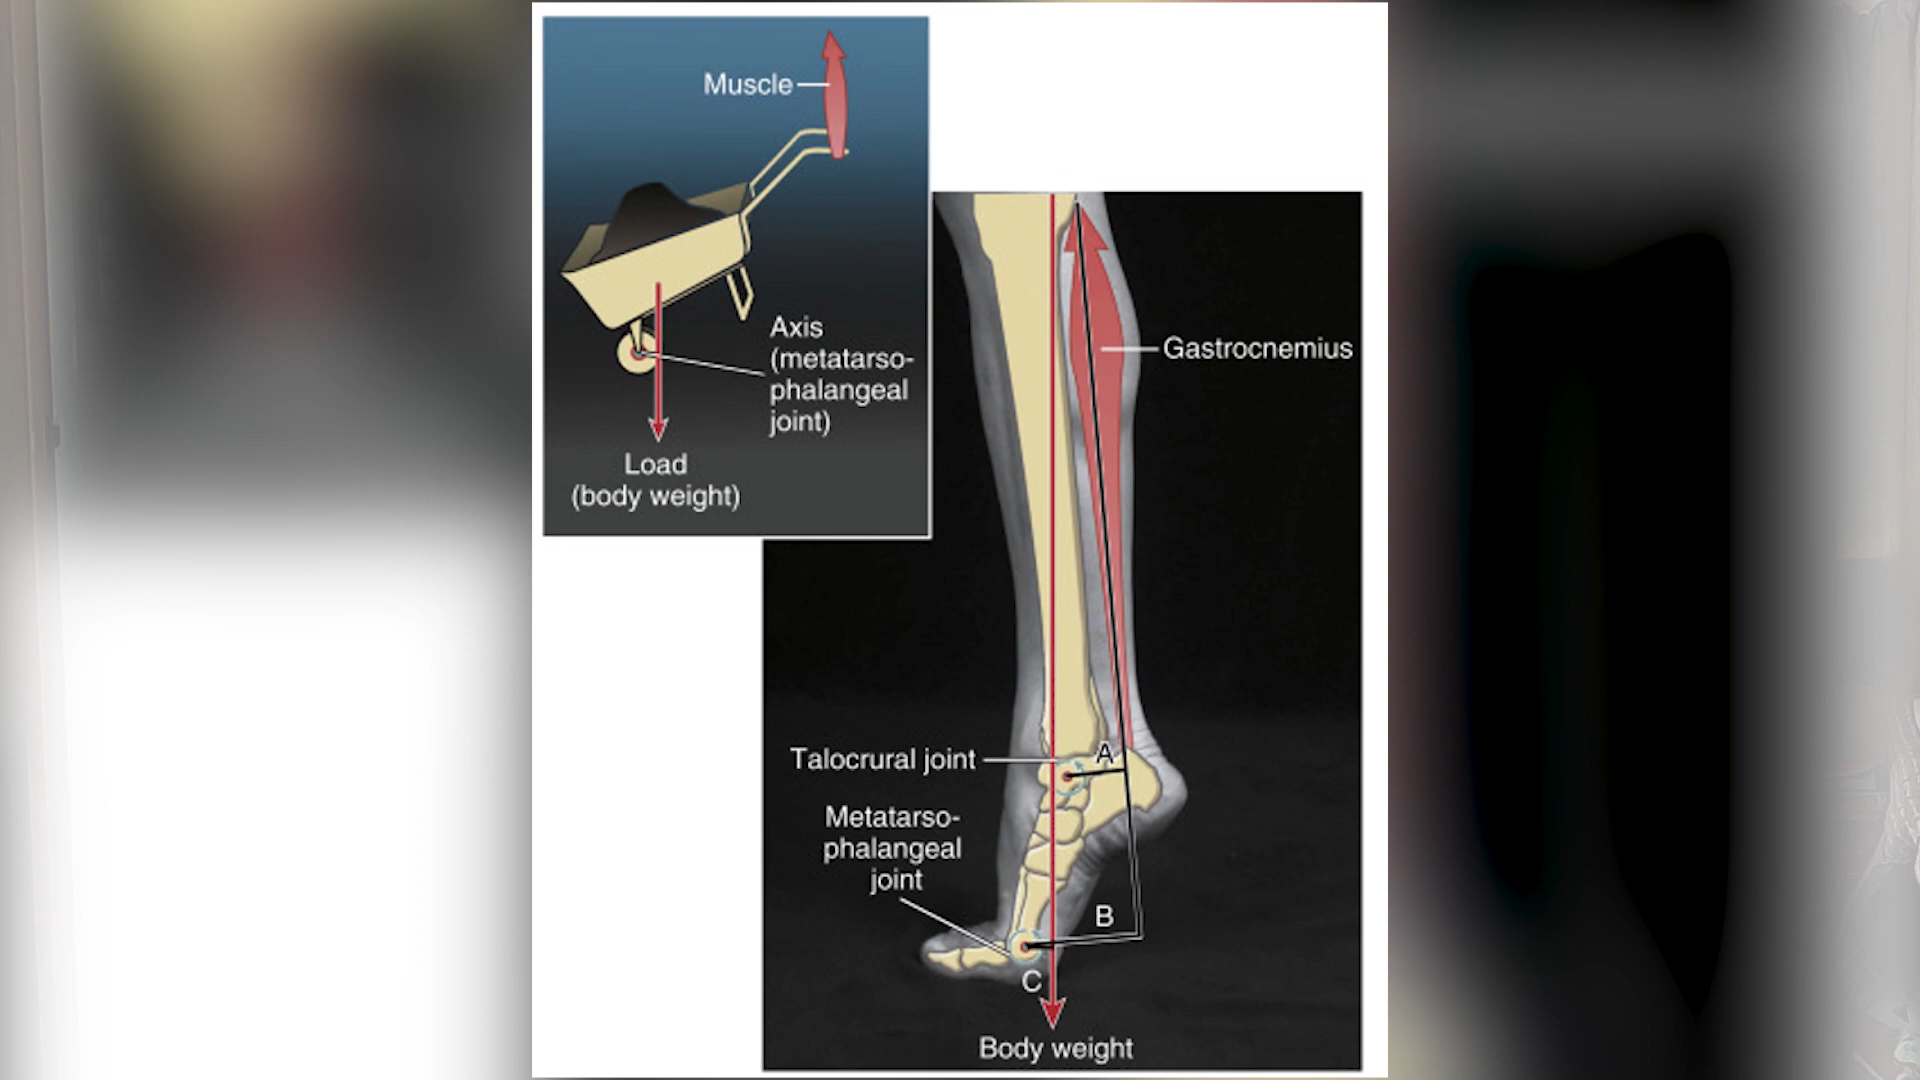 Muscle
Axis
(metatarso-
phalangeal
joint)
Load
(body weight)
Gastrocnemius
Talocrural joint
A
Metatarso-
phalangeal
joint
B
C
Body weight